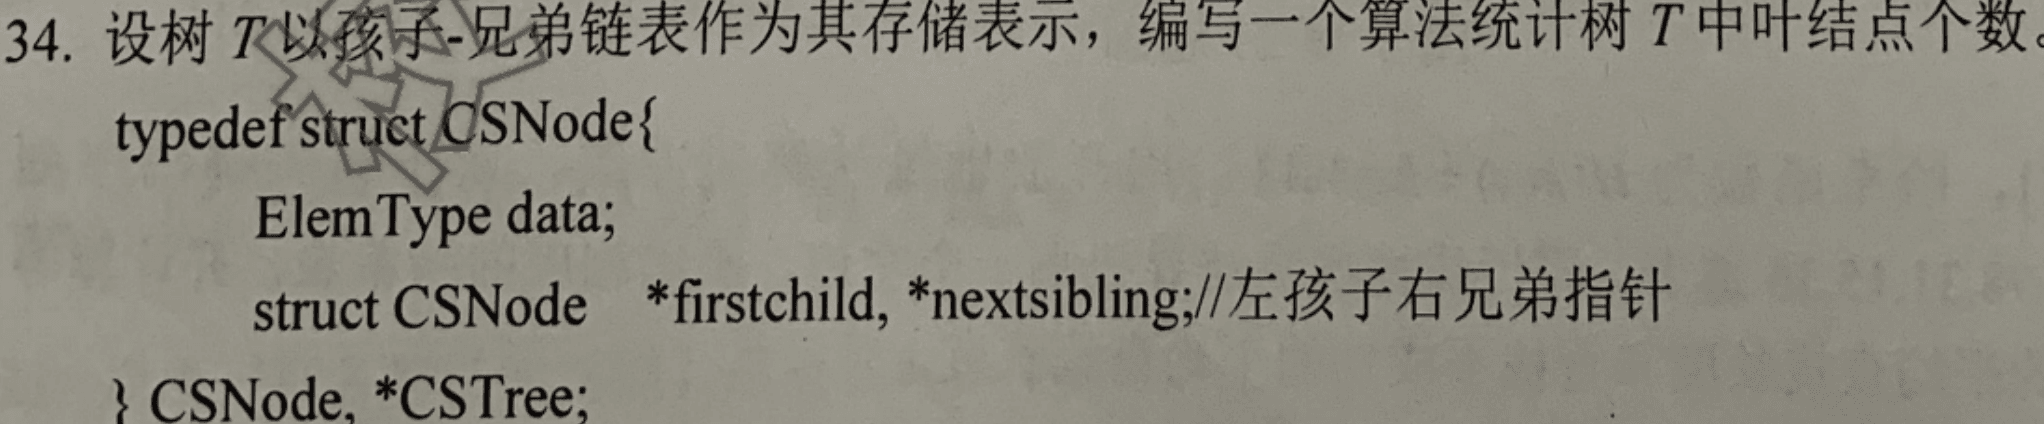 34. 设树 T 以孩子-兄弟链表作为其存储表示，编写一个算法统计树 T 中叶结点个数。
typedef struct CSNode{
ElemType data;
struct CSNode *firstchild, *nextsibling;//左孩子右兄弟指针
} CSNode, *CSTree;